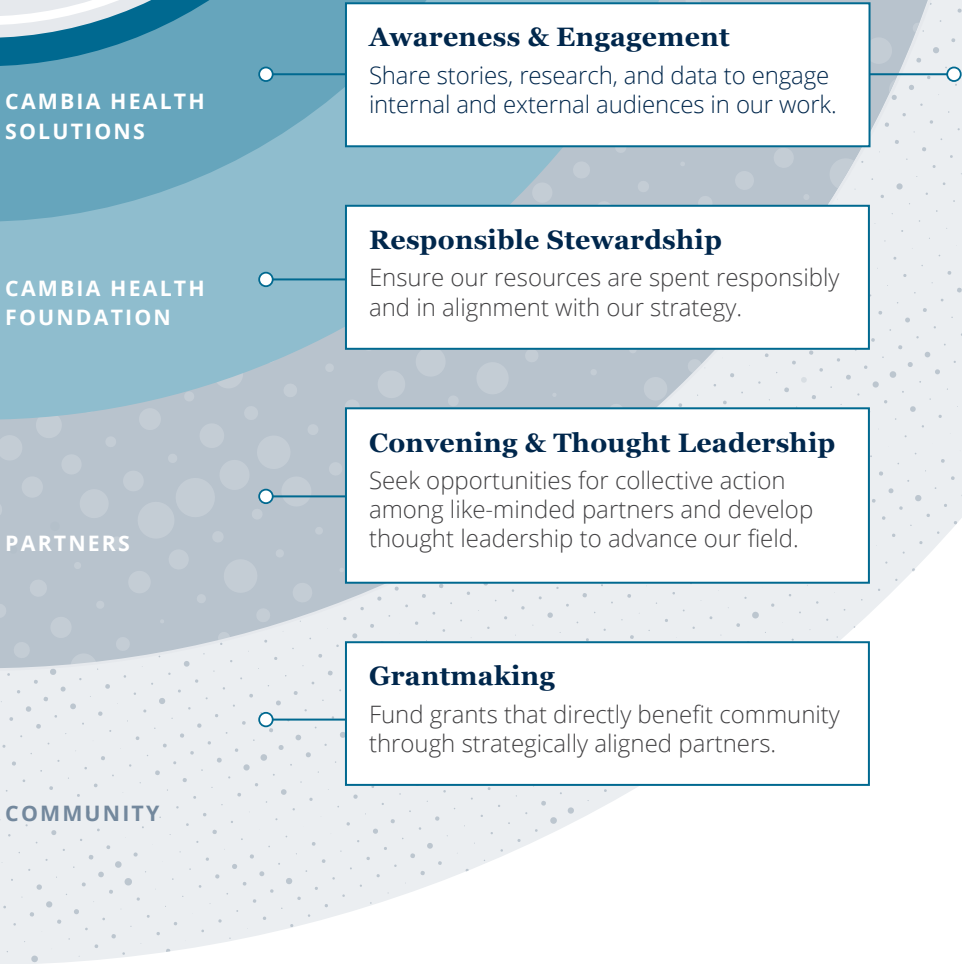 CAMBIA HEALTH
SOLUTIONS
Awareness & Engagement
Share stories, research, and data to engage
internal and external audiences in our work.
CAMBIA HEALTH
FOUNDATION
Responsible Stewardship
Ensure our resources are spent responsibly
and in alignment with our strategy.
PARTNERS
Convening & Thought Leadership
Seek opportunities for collective action
among like-minded partners and develop
thought leadership to advance our field.
COMMUNITY
Grantmaking
Fund grants that directly benefit community
through strategically aligned partners.